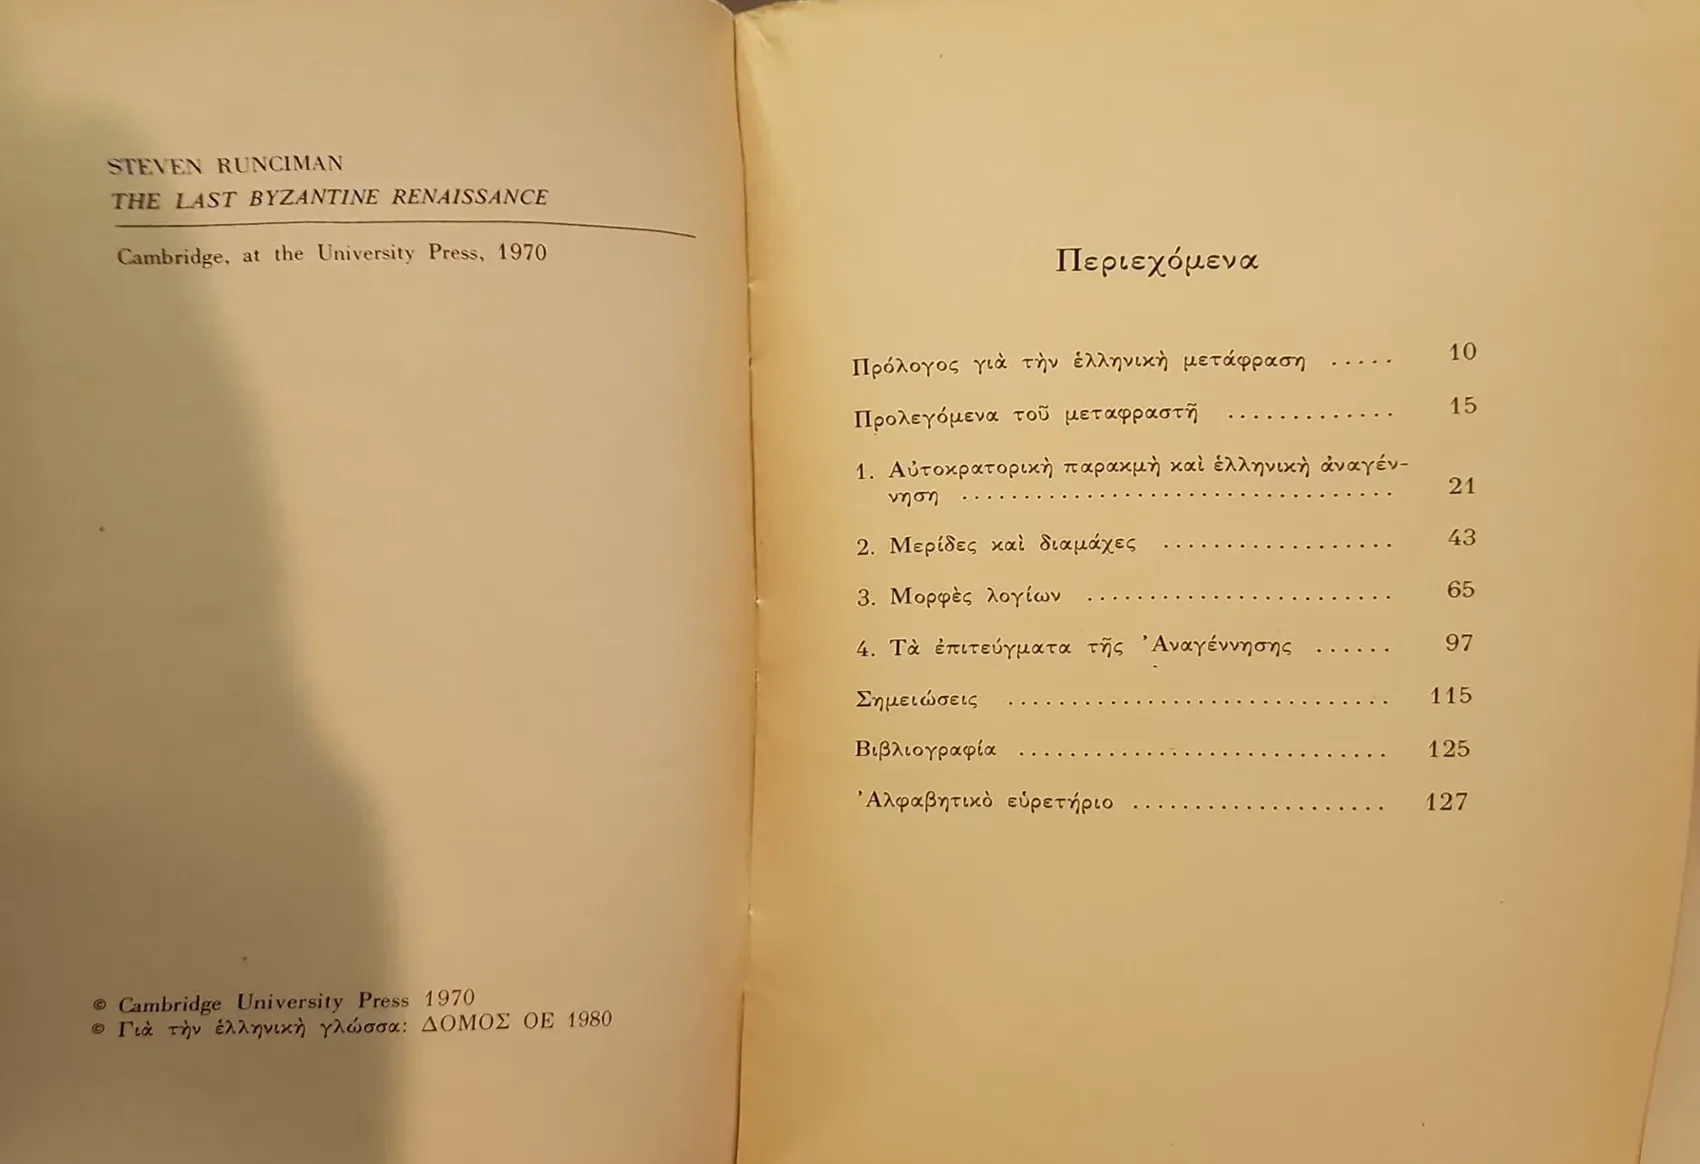 STEVEN RUNCIMAN
THE LAST BYZANTINE RENAISSANCE
Cambridge, at the University Press, 1970
© Cambridge University Press 1970
© Γιὰ τὴν ἑλληνικὴ γλώσσα: ΔΟΜΟΣ ΟΕ 1980
Περιεχόμενα
Πρόλογος γιὰ τὴν ἑλληνικὴ μετάφραση ..... 10
Προλεγόμενα τοῦ μεταφραστῆ ............. 15
1. Αὐτοκρατορικὴ παρακμὴ καὶ ἑλληνικὴ ἀναγέν-
νηση ................................... 21
2. Μερίδες καὶ διαμάχες ................... 43
3. Μορφὲς λογίων ......................... 65
4. Τὰ ἐπιτεύγματα τῆς Ἀναγέννησης ...... 97
Σημειώσεις ............................... 115
Βιβλιογραφία .............................. 125
Ἀλφαβητικὸ εὑρετήριο .................... 127